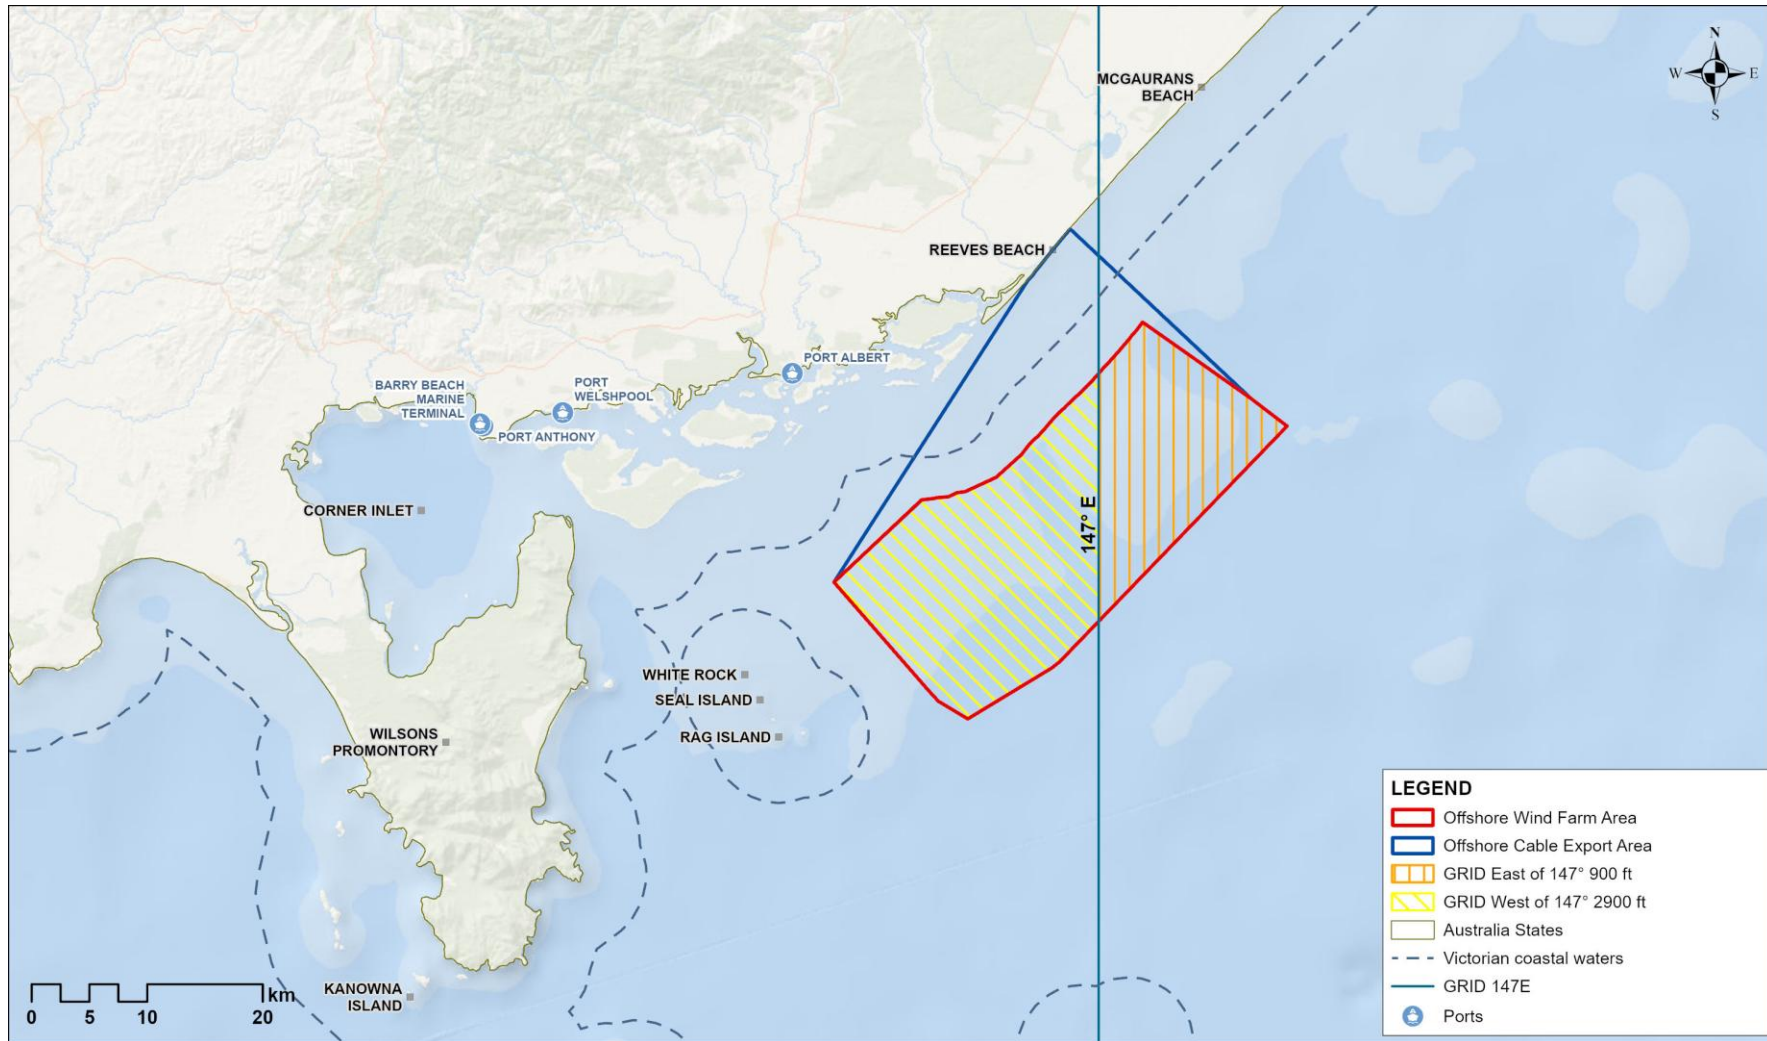 N
W
E
S
MCGAURANS
BEACH
REEVES BEACH
PORT ALBERT
BARRY BEACH
MARINE
TERMINAL
PORT
WELSHPOOL
PORT ANTHONY
CORNER INLET
147° E
WHITE ROCK
SEAL ISLAND
RAG ISLAND
WILSONS
PROMONTORY
KANOWNA
ISLAND
km
0 5 10 20
LEGEND
Offshore Wind Farm Area
Offshore Cable Export Area
GRID East of 147° 900 ft
GRID West of 147° 2900 ft
Australia States
Victorian coastal waters
GRID 147E
Ports